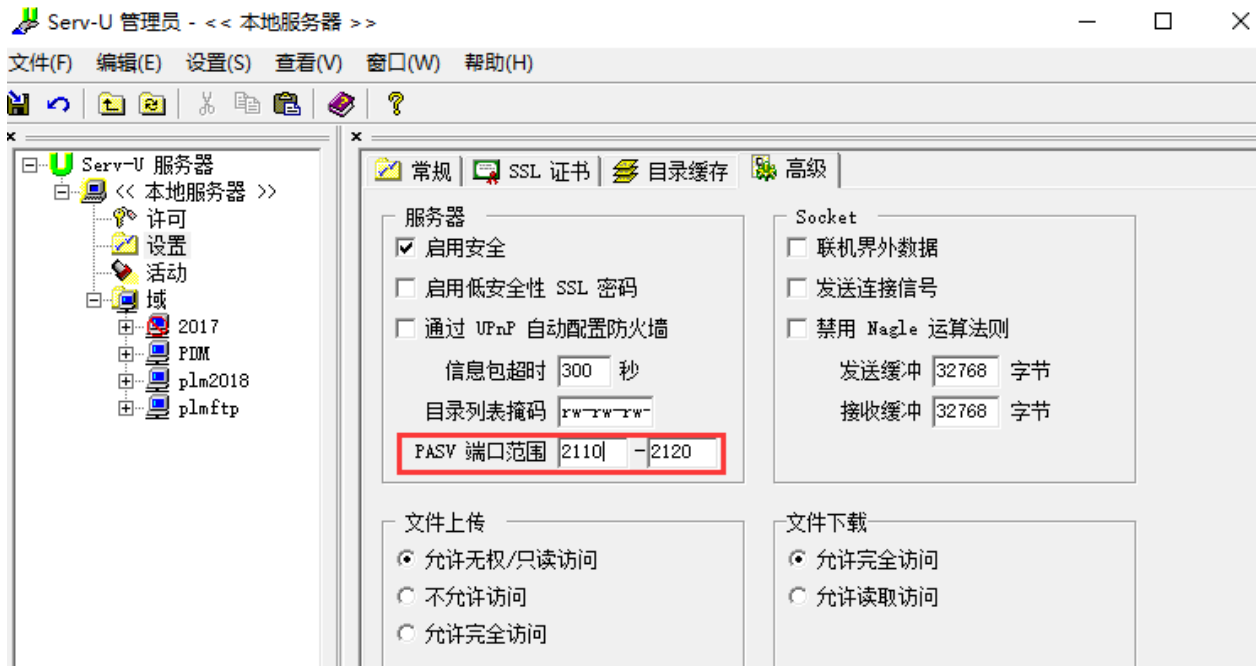 Serv-U 管理员 - << 本地服务器 >>
文件(F) 编辑(E) 设置(S) 查看(V) 窗口(W) 帮助(H)
Serv-U 服务器
<< 本地服务器 >>
许可
设置
活动
域
2017
PDM
plm2018
plmftp
常规 SSL 证书 目录缓存 高级
服务器
启用安全
启用低安全性 SSL 密码
通过 UPnP 自动配置防火墙
信息包超时 300 秒
目录列表掩码 rw-rw-rw-
PASV 端口范围 2110 - 2120
Socket
联机界外数据
发送连接信号
禁用 Nagle 运算法则
发送缓冲 32768 字节
接收缓冲 32768 字节
文件上传
允许无权/只读访问
不允许访问
允许完全访问
文件下载
允许完全访问
允许读取访问